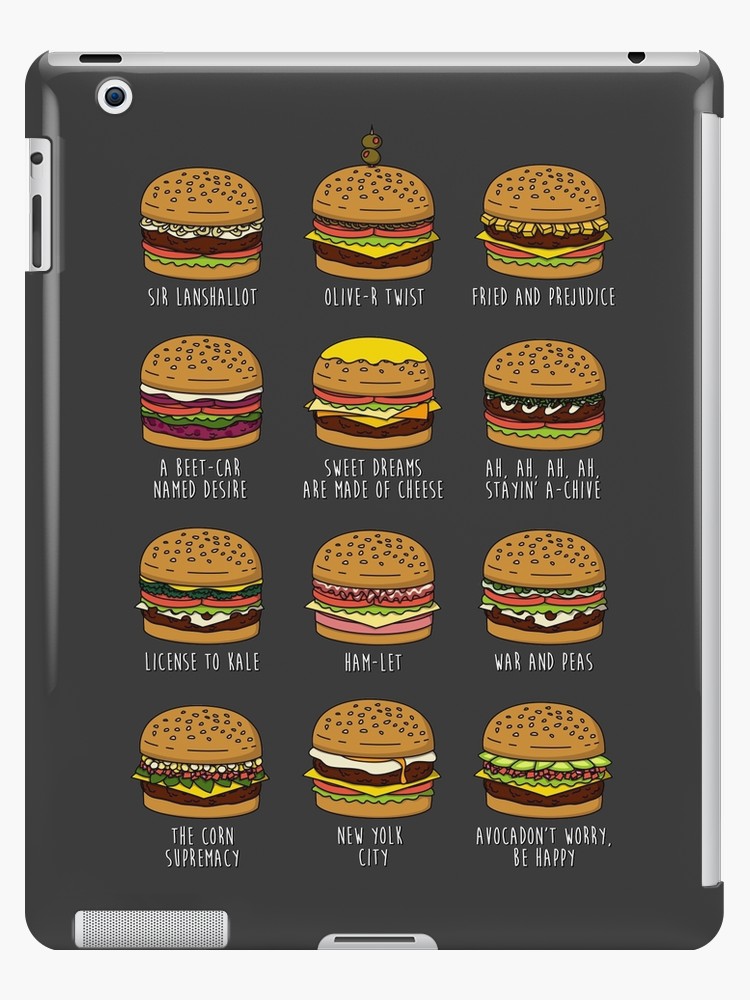 SIR LANSHALLOT
OLIVE-R TWIST
FRIED AND PREJUDICE
A BEET-CAR
NAMED DESIRE
SWEET DREAMS
ARE MADE OF CHEESE
AH, AH, AH, AH,
STAYIN' A-CHIVE
LICENSE TO KALE
HAM-LET
WAR AND PEAS
THE CORN
SUPREMACY
NEW YOLK
CITY
AVOCADON'T WORRY,
BE HAPPY